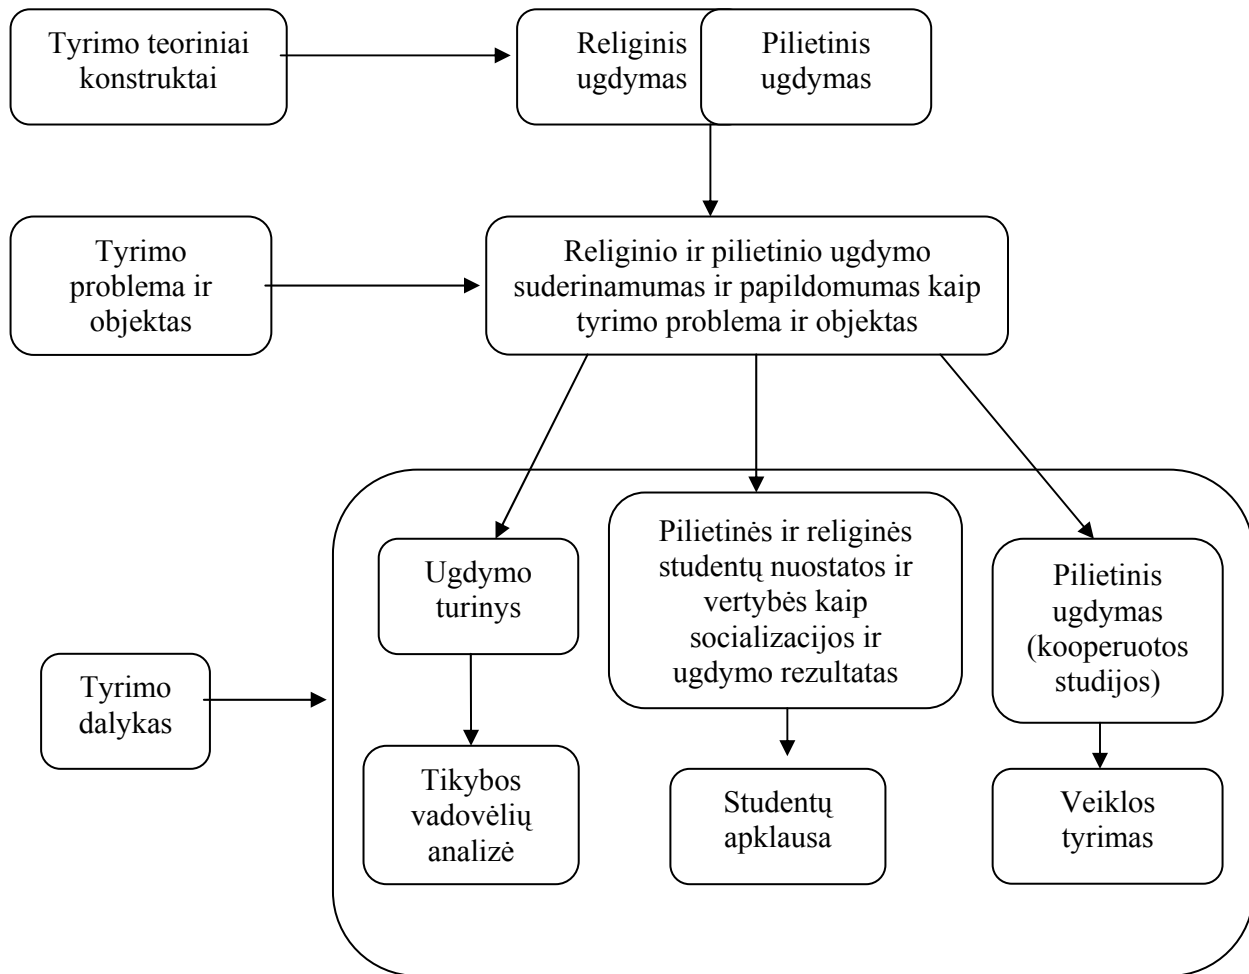 Tyrimo teoriniai
konstruktai
Religinis
ugdymas
Pilietinis
ugdymas
Tyrimo
problema ir
objektas
Religinio ir pilietinio ugdymo
suderinamumas ir papildomumas kaip
tyrimo problema ir objektas
Ugdymo
turinys
Pilietinės ir religinės
studentų nuostatos ir
vertybės kaip
socializacijos ir
ugdymo rezultatas
Pilietinis
ugdymas
(kooperuotos
studijos)
Tyrimo
dalykas
Tikybos
vadovėlių
analizė
Studentų
apklausa
Veiklos
tyrimas